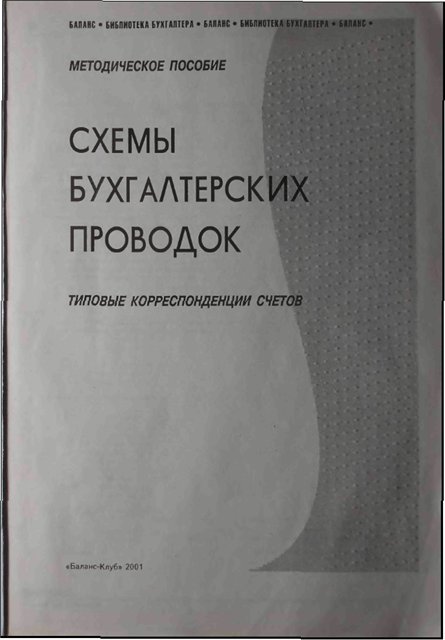 БАЛАНС • БИБЛИОТЕКА БУХГАЛТЕРА • БАЛАНС • БИБЛИОТЕКА БУХГАЛТЕРА • БАЛАНС •
МЕТОДИЧЕСКОЕ ПОСОБИЕ
СХЕМЫ
БУХГАЛТЕРСКИХ
ПРОВОДОК
ТИПОВЫЕ КОРРЕСПОНДЕНЦИИ СЧЕТОВ
«Баланс-Клуб» 2001